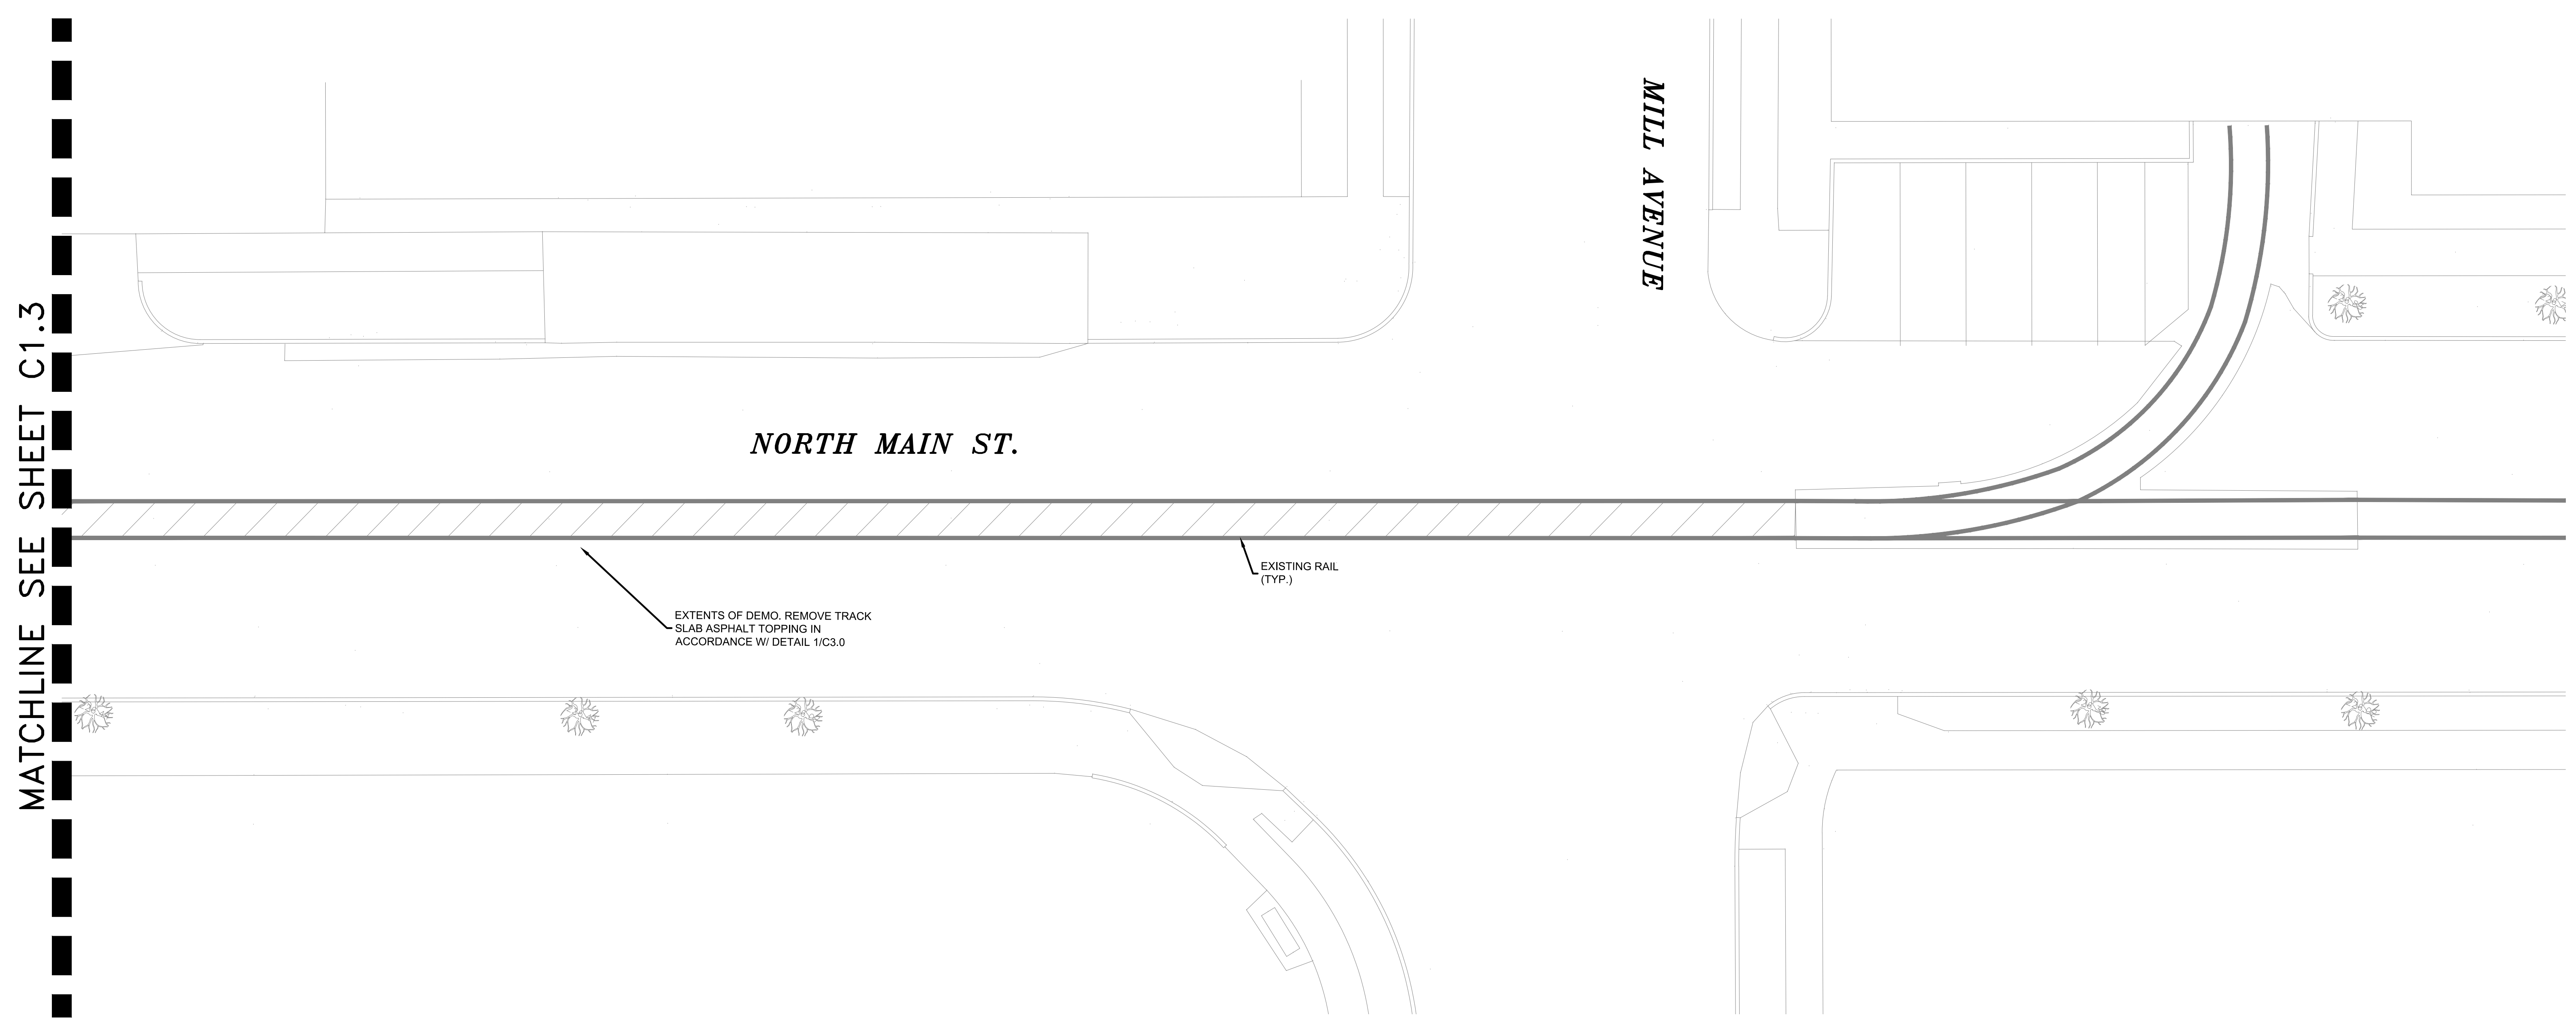 MATCHLINE SEE SHEET C1.3
MILL AVENUE
NORTH MAIN ST.
EXISTING RAIL
(TYP.)
EXTENTS OF DEMO. REMOVE TRACK
SLAB ASPHALT TOPPING IN
ACCORDANCE W/ DETAIL 1/C3.0